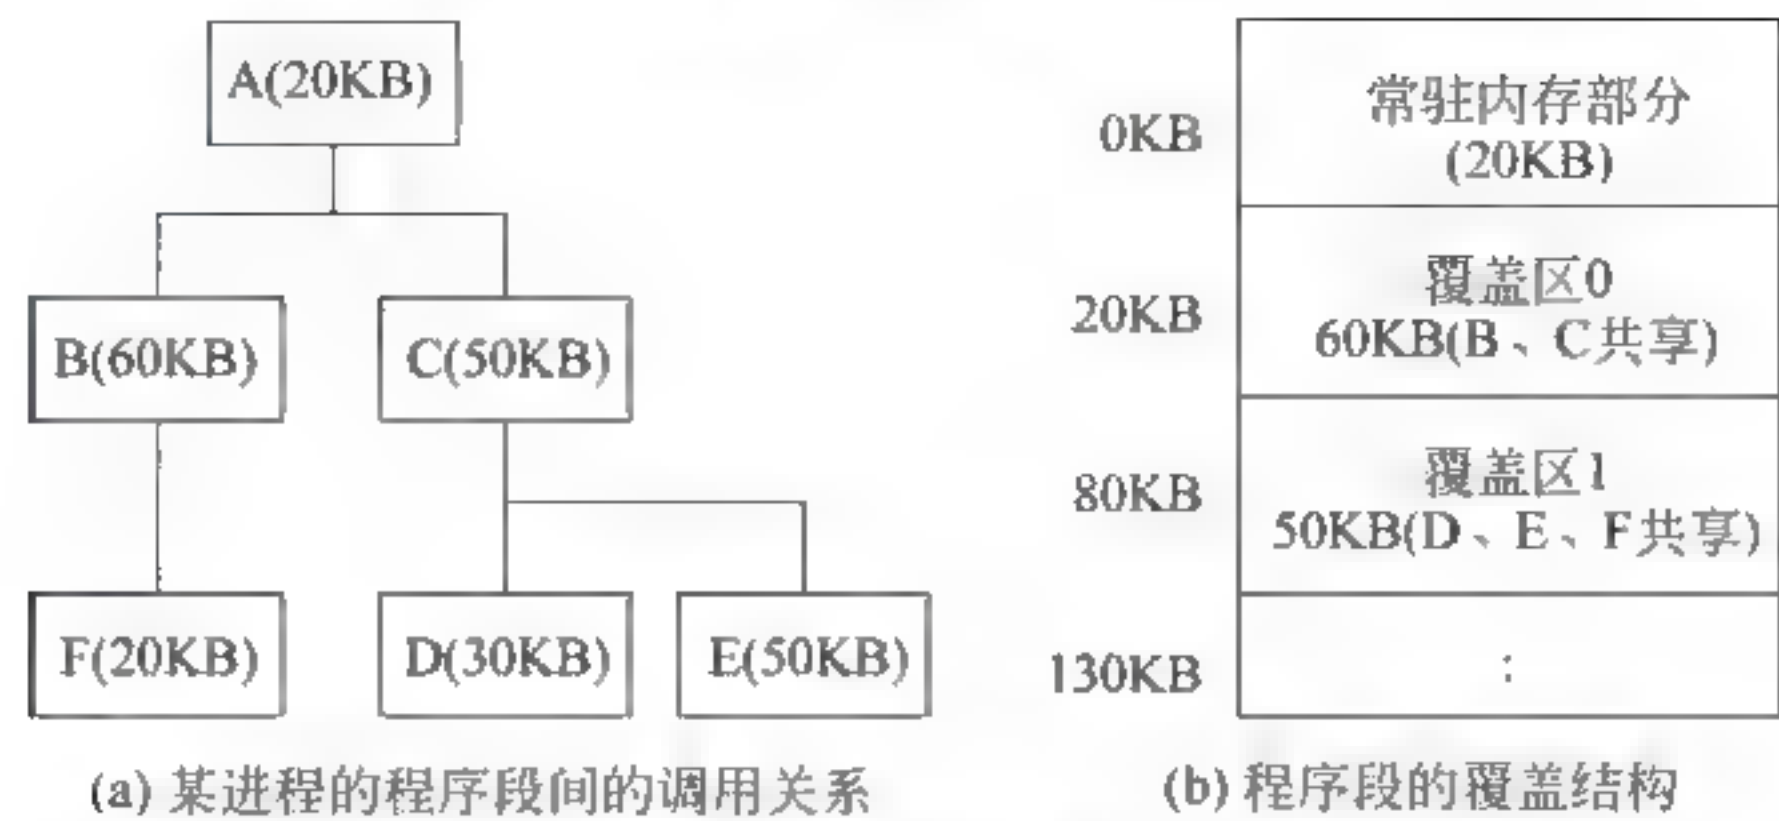 A(20KB)
B(60KB)
C(50KB)
F(20KB)
D(30KB)
E(50KB)
(a) 某进程的程序段间的调用关系
0KB
常驻内存部分
(20KB)
20KB
覆盖区0
60KB(B、C共享)
80KB
覆盖区1
50KB(D、E、F共享)
130KB
:
(b) 程序段的覆盖结构